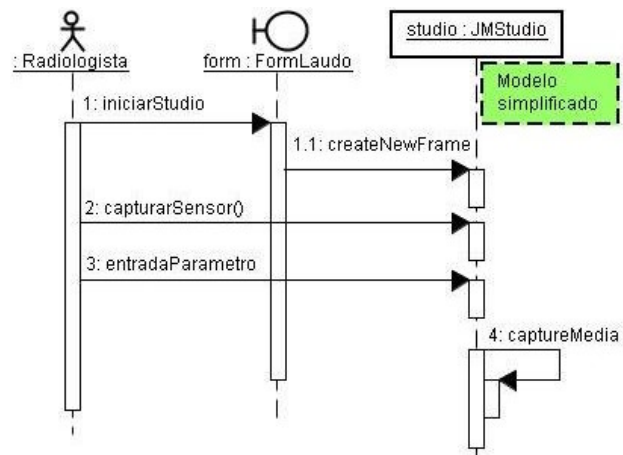 : Radiologista
form : FormLaudo
studio : JMStudio
Modelo
simplificado
1: iniciarStudio
1.1: createNewFrame
2: capturarSensor()
3: entradaParametro
4: captureMedia